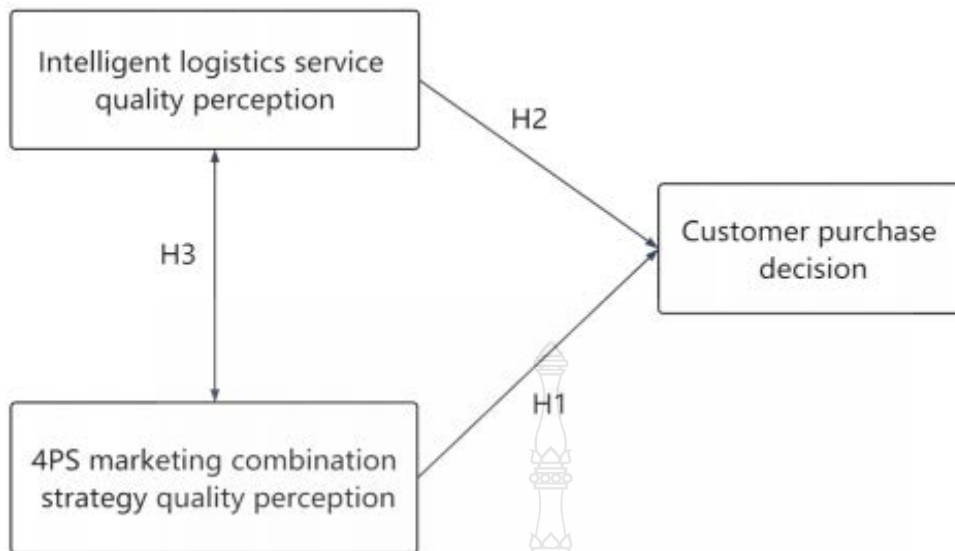 Intelligent logistics service
quality perception
H2
Customer purchase
decision
H3
H1
4PS marketing combination
strategy quality perception